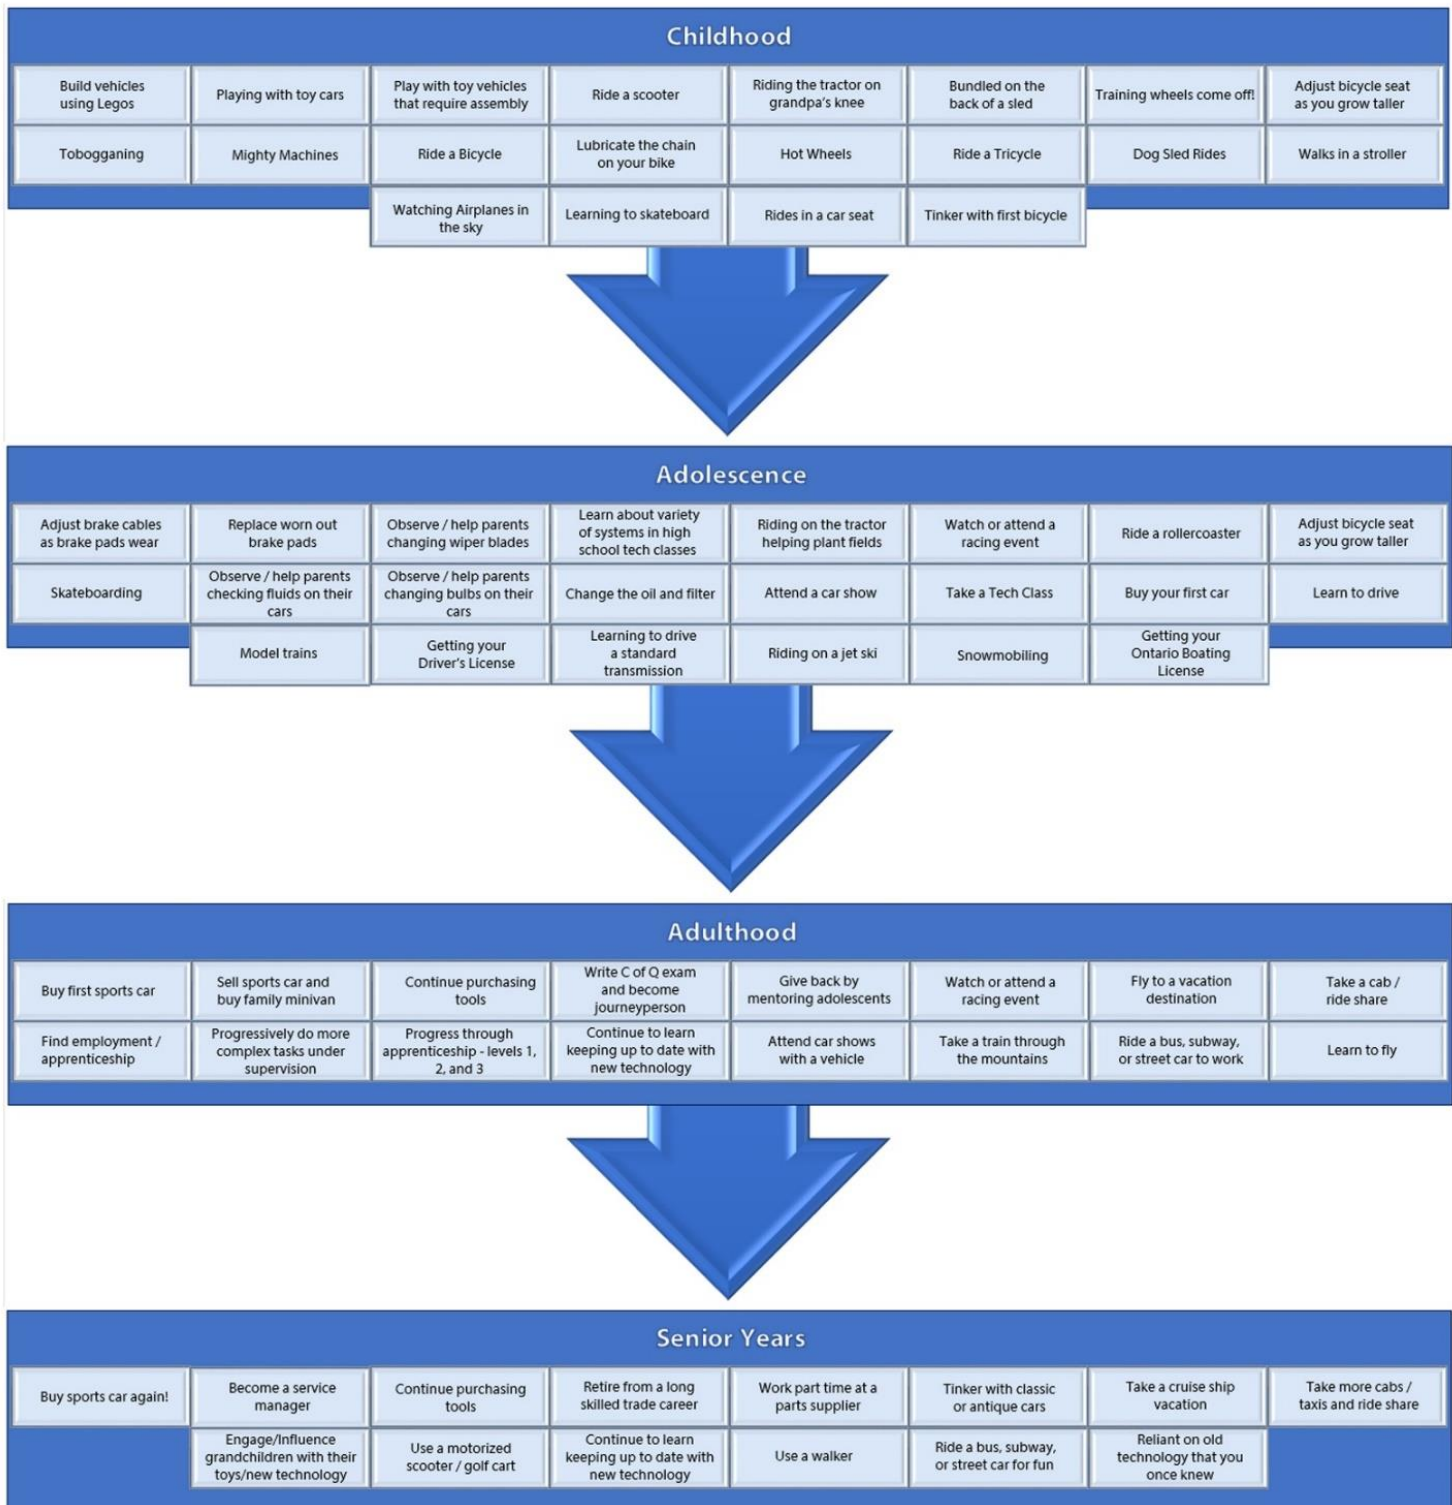 Childhood
Build vehicles
using Legos
Playing with toy cars
Play with toy vehicles
that require assembly
Ride a scooter
Riding the tractor on
grandpa's knee
Bundled on the
back of a sled
Training wheels come off!
Adjust bicycle seat
as you grow taller
Tobogganing
Mighty Machines
Ride a Bicycle
Lubricate the chain
on your bike
Hot Wheels
Ride a Tricycle
Dog Sled Rides
Walks in a stroller
Watching Airplanes in
the sky
Learning to skateboard
Rides in a car seat
Tinker with first bicycle
Adolescence
Adjust brake cables
as brake pads wear
Replace worn out
brake pads
Observe / help parents
changing wiper blades
Learn about variety
of systems in high
school tech classes
Riding on the tractor
helping plant fields
Watch or attend a
racing event
Ride a rollercoaster
Adjust bicycle seat
as you grow taller
Skateboarding
Observe / help parents
checking fluids on their
cars
Observe / help parents
changing bulbs on their
cars
Change the oil and filter
Attend a car show
Take a Tech Class
Buy your first car
Learn to drive
Model trains
Getting your
Driver's License
Learning to drive
a standard
transmission
Riding on a jet ski
Snowmobiling
Getting your
Ontario Boating
License
Adulthood
Buy first sports car
Sell sports car and
buy family minivan
Continue purchasing
tools
Write C of Q exam
and become
journeyperson
Give back by
mentoring adolescents
Watch or attend a
racing event
Fly to a vacation
destination
Take a cab /
ride share
Find employment /
apprenticeship
Progressively do more
complex tasks under
supervision
Progress through
apprenticeship - levels 1,
2, and 3
Continue to learn
keeping up to date with
new technology
Attend car shows
with a vehicle
Take a train through
the mountains
Ride a bus, subway,
or street car to work
Learn to fly
Senior Years
Buy sports car again!
Become a service
manager
Continue purchasing
tools
Retire from a long
skilled trade career
Work part time at a
parts supplier
Tinker with classic
or antique cars
Take a cruise ship
vacation
Take more cabs /
taxis and ride share
Engage/Influence
grandchildren with their
toys/new technology
Use a motorized
scooter / golf cart
Continue to learn
keeping up to date with
new technology
Use a walker
Ride a bus, subway,
or street car for fun
Reliant on old
technology that you
once knew